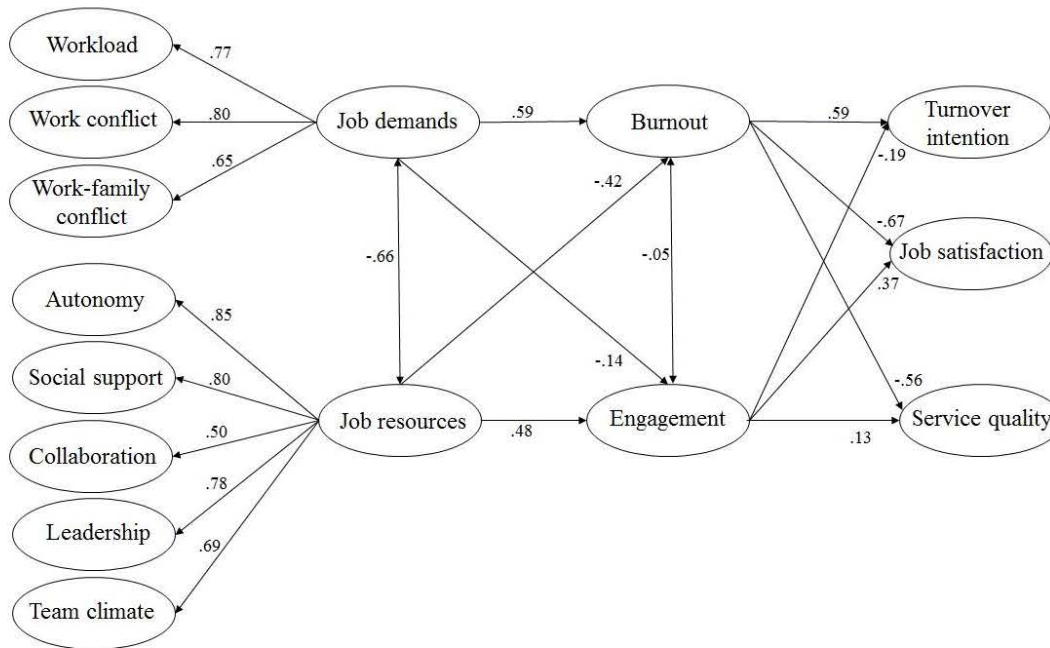 Workload
.77
Work conflict
.80
Job demands
.59
Burnout
.59
Turnover
intention
-.19
.65
Work-family
conflict
-.42
-.66
-.05
-.67
Job satisfaction
.37
Autonomy
.85
-.14
Social support
.80
-.56
Job resources
.48
Engagement
.13
Service quality
Collaboration
.50
.78
Leadership
.69
Team climate